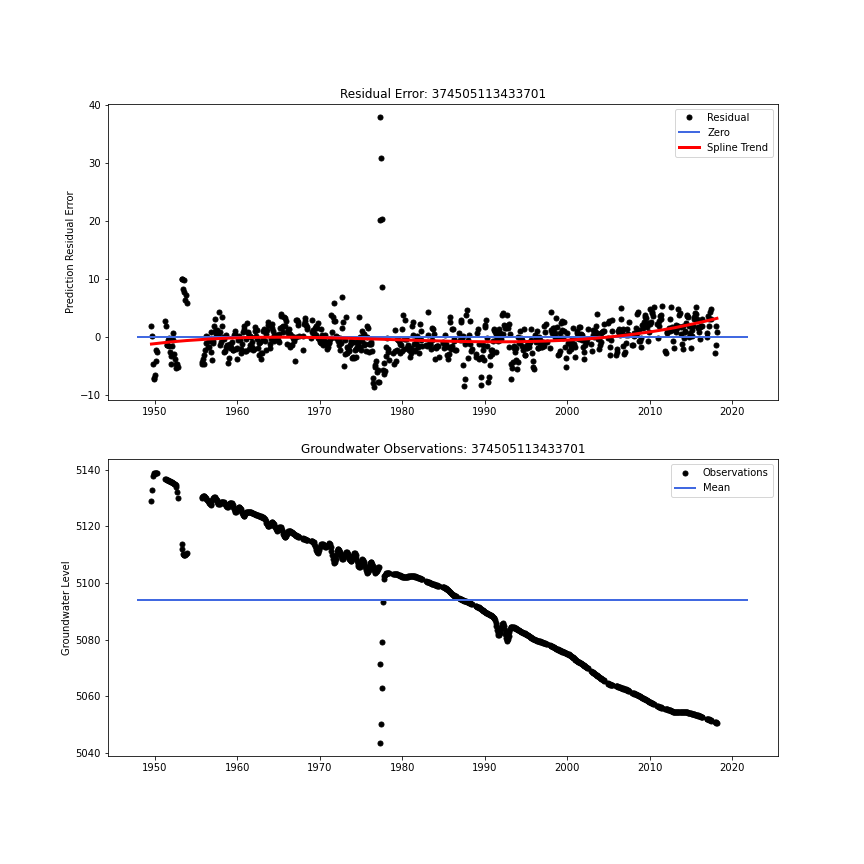 Residual Error: 374505113433701
Prediction Residual Error
40
30
20
10
0
−10
Residual
Zero
Spline Trend
1950 1960 1970 1980 1990 2000 2010 2020
Groundwater Observations: 374505113433701
Groundwater Level
5140
5120
5100
5080
5060
5040
Observations
Mean
1950 1960 1970 1980 1990 2000 2010 2020